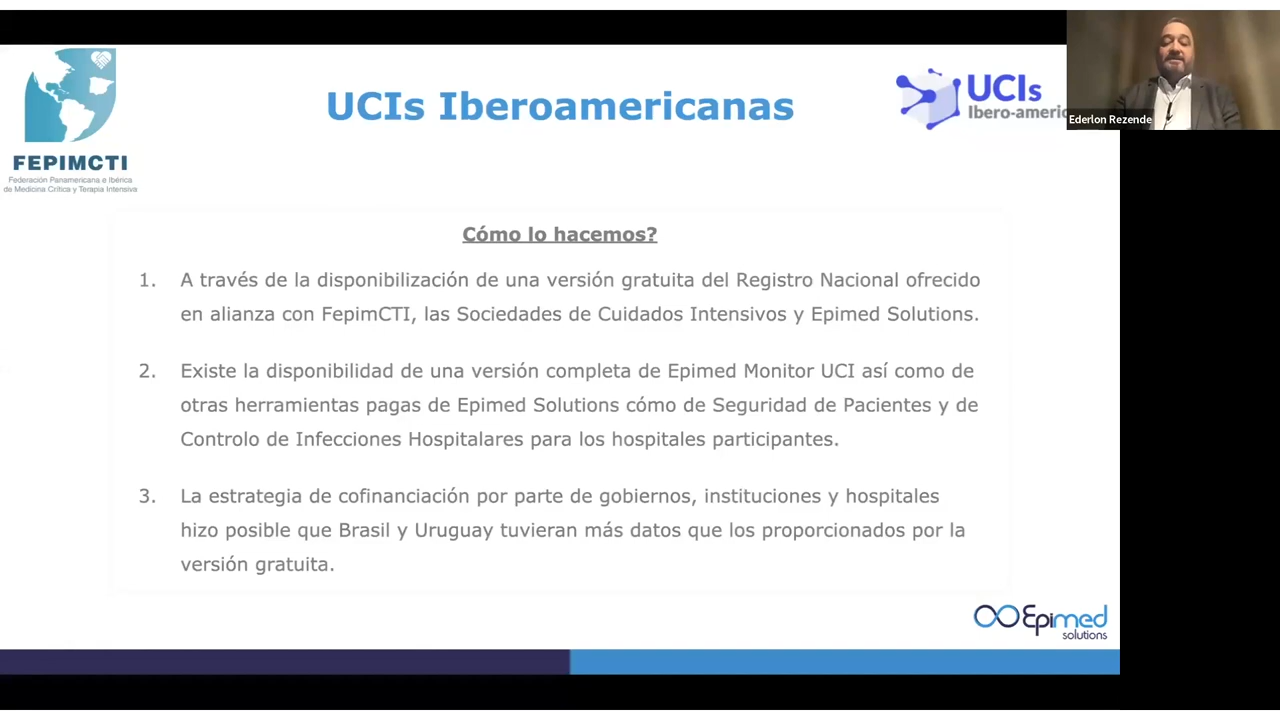 UCIs Iberoamericanas
UCIs
Ibero-americ
Ederlon Rezende
FEPIMCTI
Federación Panamericana e Ibérica
de Medicina Crítica y Terapia Intensiva
Cómo lo hacemos?
1. A través de la disponibilización de una versión gratuita del Registro Nacional ofrecido
en alianza con FepimCTI, las Sociedades de Cuidados Intensivos y Epimed Solutions.
2. Existe la disponibilidad de una versión completa de Epimed Monitor UCI así como de
otras herramientas pagas de Epimed Solutions cómo de Seguridad de Pacientes y de
Controlo de Infecciones Hospitalares para los hospitales participantes.
3. La estrategia de cofinanciación por parte de gobiernos, instituciones y hospitales
hizo posible que Brasil y Uruguay tuvieran más datos que los proporcionados por la
versión gratuita.
Epimed
solutions